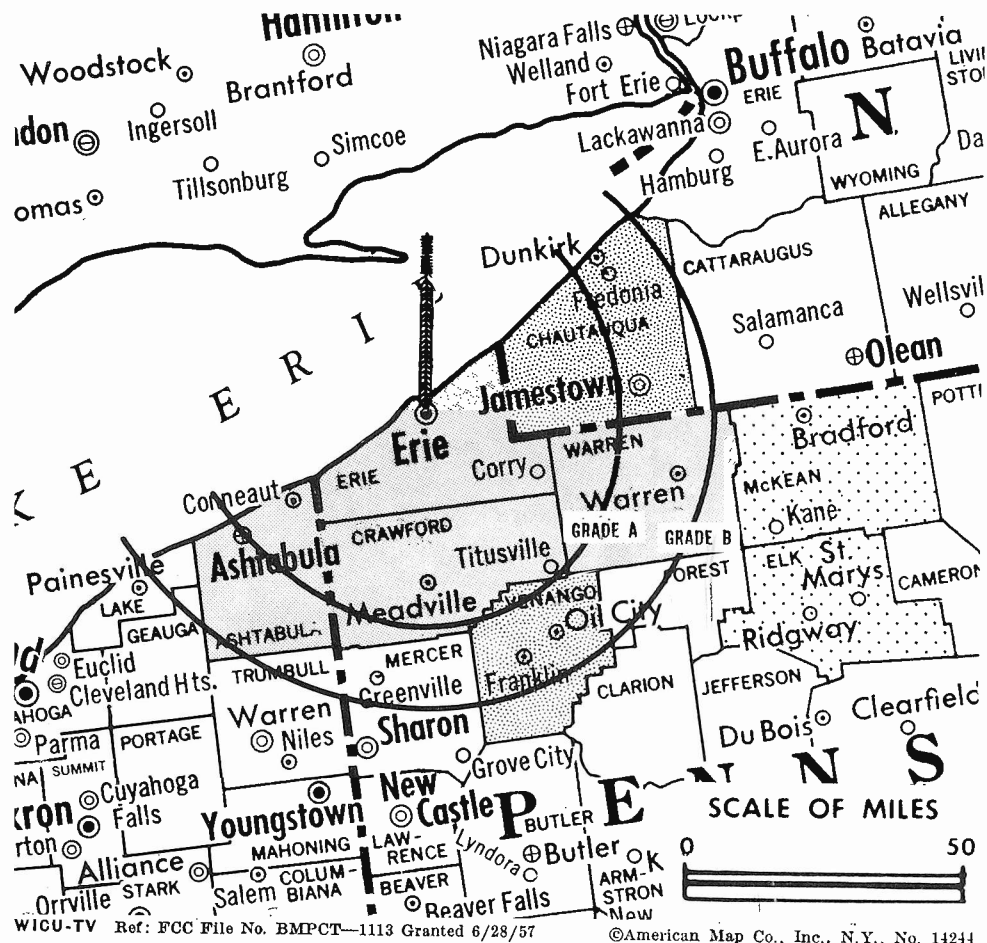 Woodstock
Brantford
Ingersoll
Simcoe
Tillsonburg
Niagara Falls
Welland
Fort Erie
Buffalo
Batavia
ERIE
N
Lackawanna
E. Aurora
Hamburg
WYOMING
ALLEGANY
Dunkirk
Fredonia
CATTARAUGUS
CHAUTAUQUA
Salamanca
Olean
Jamestown
E R I E
Erie
ERIE
Corry
WARREN
Warren
Bradford
McKEAN
Kane
Conneaut
CRAWFORD
Titusville
GRADE A
GRADE B
FOREST
ELK
St. Marys
Ridgway
Ashtabula
Painesville
LAKE
GEAUGA
Meadville
VENANGO
Oil City
Franklin
TRUMBULL
MERCER
Greenville
CLARION
JEFFERSON
Euclid
Cleveland Hts.
Parma
PORTAGE
SUMMIT
Warren
Niles
Sharon
Grove City
Du Bois
Clearfield
P E N N S
Cuyahoga Falls
Youngstown
New Castle
BUTLER
SCALE OF MILES
0 50
MAHONING
LAW-
RENCE
Lyndora
Butler
Alliance
STARK
Salem
COLUM-
BIANA
BEAVER
Beaver Falls
ARM-
STRON
New
Orrville
WICU-TV Ref: FCC File No. BMPCT—1113 Granted 6/28/57
©American Map Co., Inc., N.Y., No. 14244